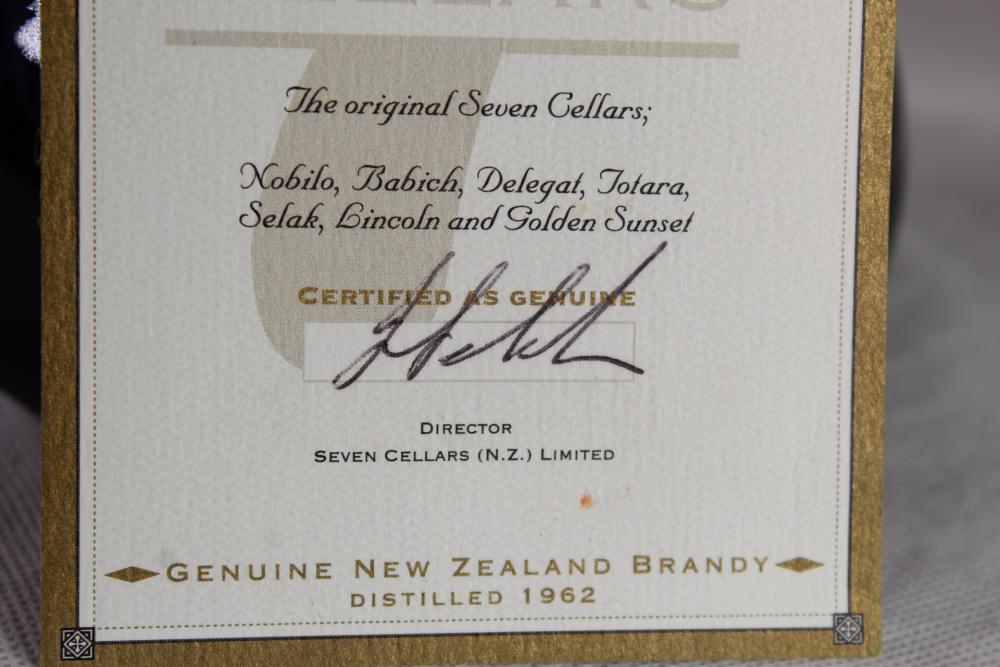 CELLARS
The original Seven Cellars;
Nobilo, Babich, Delegat, Totara,
Selak, Lincoln and Golden Sunset
CERTIFIED AS GENUINE
DIRECTOR
SEVEN CELLARS (N.Z.) LIMITED
GENUINE NEW ZEALAND BRANDY
DISTILLED 1962